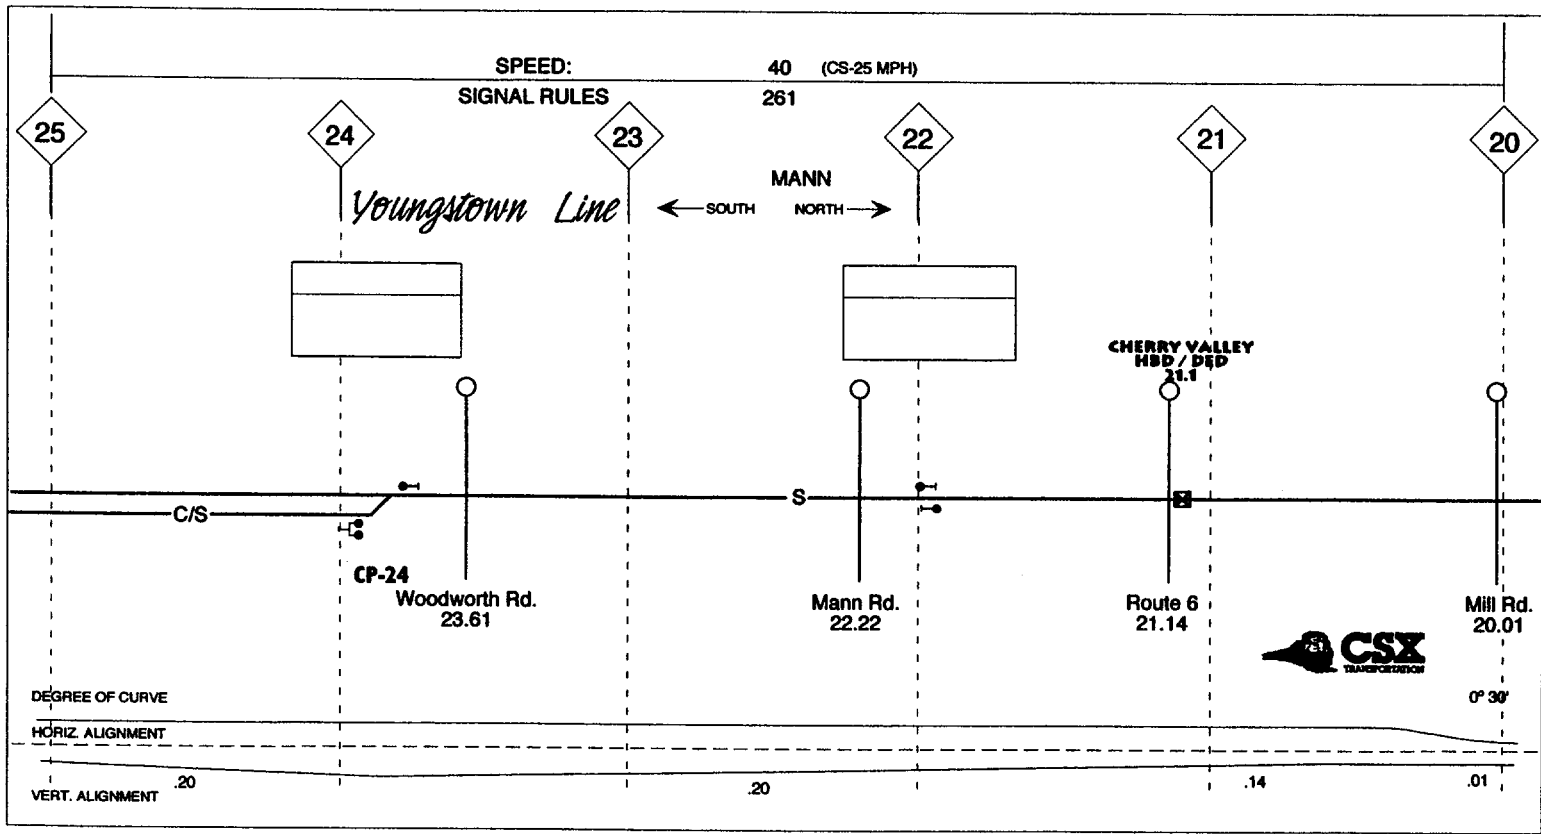 SPEED: 40 (CS-25 MPH)
SIGNAL RULES 261
25 24 23 22 21 20
MANN
Youngstown Line
SOUTH NORTH
CHERRY VALLEY
HBD / DED
21.1
S
C/S
CP-24
Woodworth Rd.
23.61
Mann Rd.
22.22
Route 6
21.14
Mill Rd.
20.01
CSX
TRANSPORTATION
DEGREE OF CURVE 0° 30'
HORIZ. ALIGNMENT
.20 .20 .14 .01
VERT. ALIGNMENT